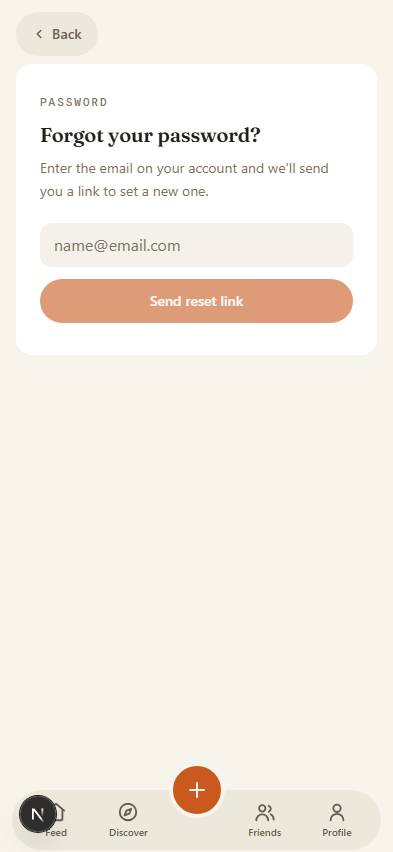 Back
PASSWORD
Forgot your password?
Enter the email on your account and we'll send
you a link to set a new one.
name@email.com
Send reset link
N
Feed
Discover
Friends
Profile